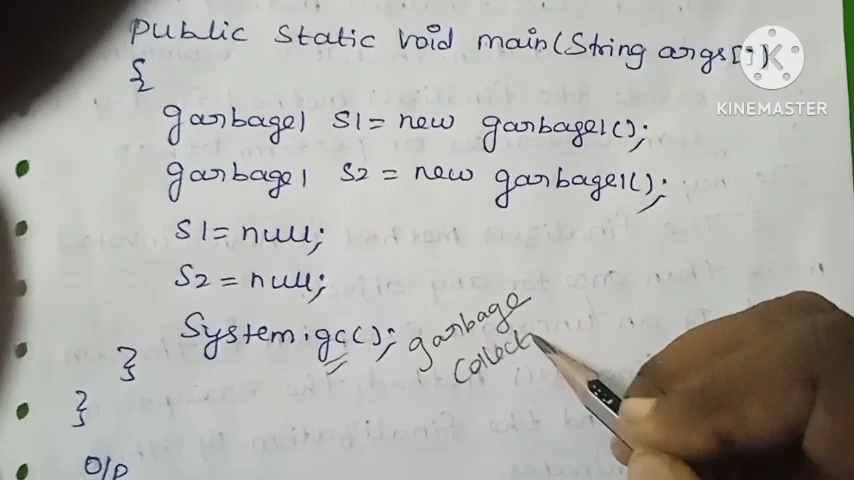 public static void main(String args[])
KINEMASTER
{
garbage1 s1 = new garbage1();
garbage1 s2 = new garbage1();
s1 = null;
s2 = null;
System.gc(); garbage
collect
}
}
O/P